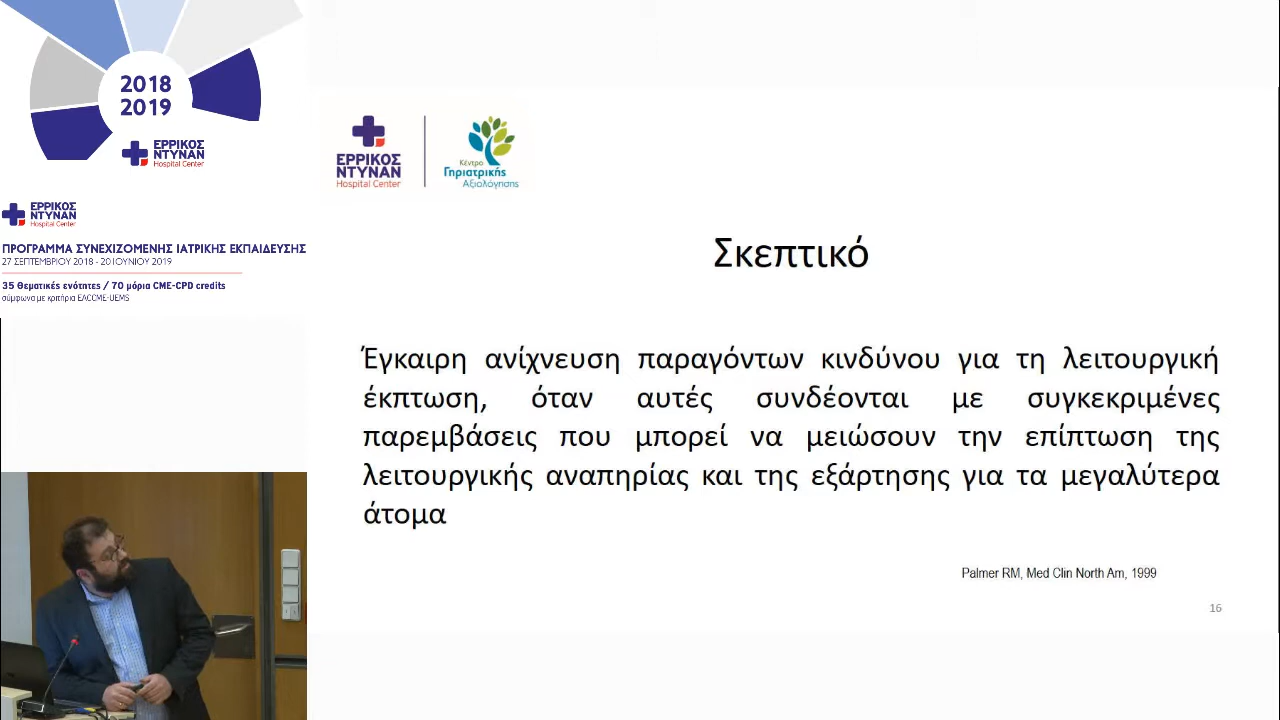 2018
2019
ΕΡΡΙΚΟΣ
ΝΤΥΝΑΝ
Hospital Center
ΕΡΡΙΚΟΣ
ΝΤΥΝΑΝ
Hospital Center
ΠΡΟΓΡΑΜΜΑ ΣΥΝΕΧΙΖΟΜΕΝΗΣ ΙΑΤΡΙΚΗΣ ΕΚΠΑΙΔΕΥΣΗΣ
27 ΣΕΠΤΕΜΒΡΙΟΥ 2018 - 20 ΙΟΥΝΙΟΥ 2019
35 Θεματικές ενότητες / 70 μόρια CME-CPD credits
σύμφωνα με κριτήρια EACCME-UEMS
ΕΡΡΙΚΟΣ
ΝΤΥΝΑΝ
Hospital Center
Κέντρο
Γηριατρικής
Αξιολόγησης
Σκεπτικό
Έγκαιρη ανίχνευση παραγόντων κινδύνου για τη λειτουργική
έκπτωση, όταν αυτές συνδέονται με συγκεκριμένες
παρεμβάσεις που μπορεί να μειώσουν την επίπτωση της
λειτουργικής αναπηρίας και της εξάρτησης για τα μεγαλύτερα
άτομα
Palmer RM, Med Clin North Am, 1999
16